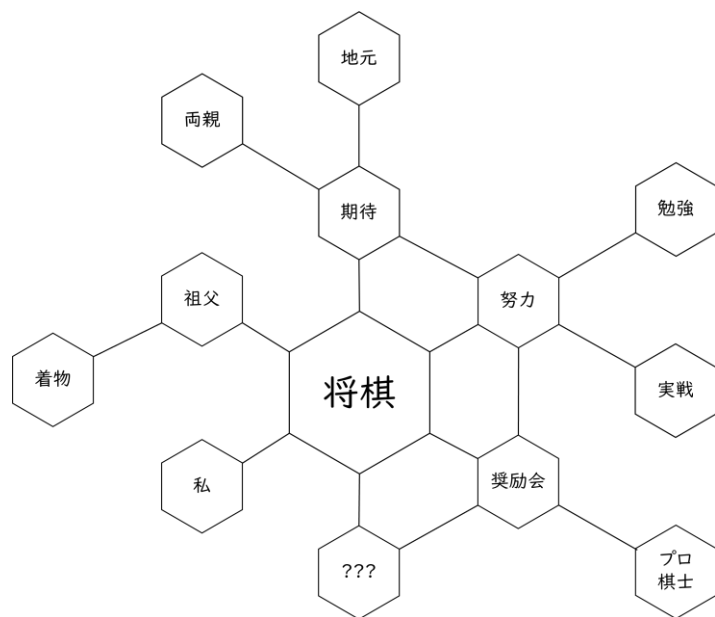 地元
両親
期待
勉強
祖父
努力
着物
将棋
実戦
私
奨励会
???
プロ
棋士